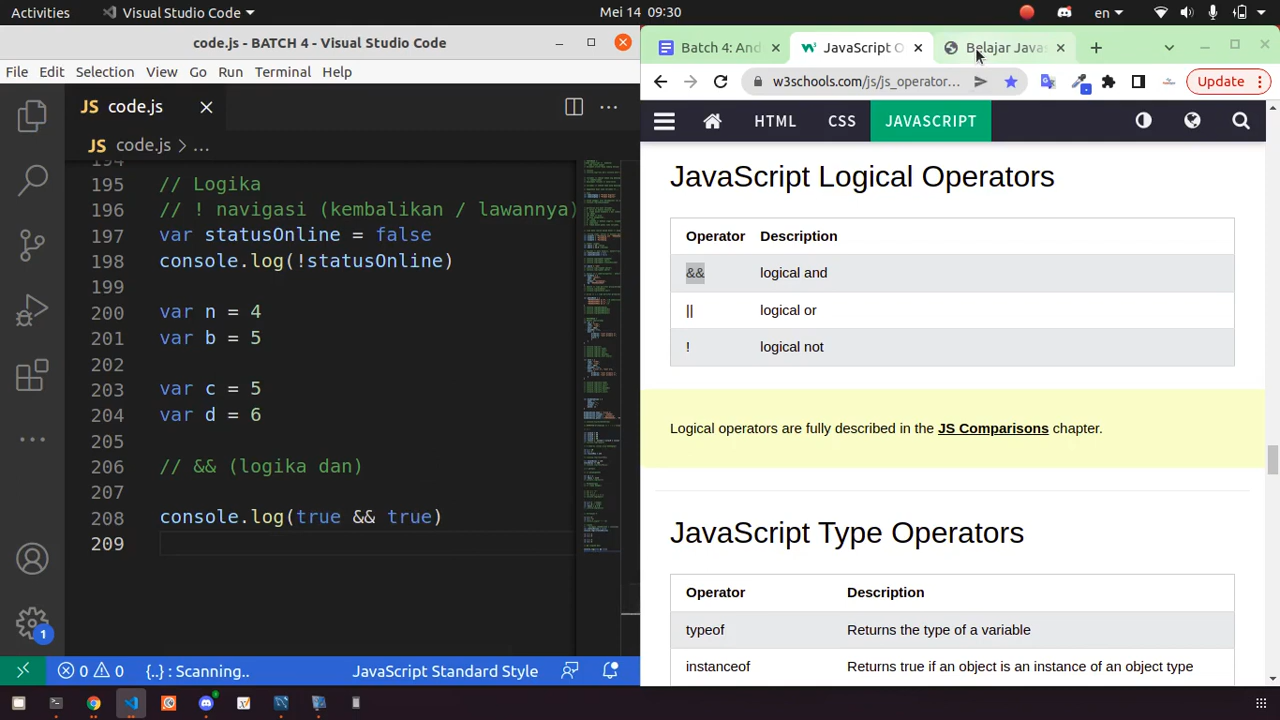 Activities
Visual Studio Code
Mei 14 09:30
en
code.js - BATCH 4 - Visual Studio Code
File Edit Selection View Go Run Terminal Help
JS code.js
JS code.js > ...
194
195 // Logika
196 // ! navigasi (kembalikan / lawannya)
197 var statusOnline = false
198 console.log(!statusOnline)
199
200 var n = 4
201 var b = 5
202
203 var c = 5
204 var d = 6
205
206 // && (logika dan)
207
208 console.log(true && true)
209
1
0 0 {..} : Scanning.. JavaScript Standard Style
Batch 4: And
JavaScript O
Belajar Javas
w3schools.com/js/js_operator...
Update
HTML CSS JAVASCRIPT
JavaScript Logical Operators
Operator Description
&& logical and
|| logical or
! logical not
Logical operators are fully described in the JS Comparisons chapter.
JavaScript Type Operators
Operator Description
typeof Returns the type of a variable
instanceof Returns true if an object is an instance of an object type